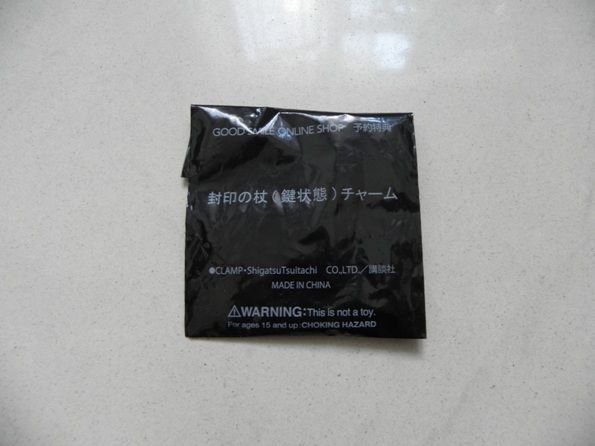 GOOD SMILE ONLINE SHOP 予約特典
封印の杖（鍵状態）チャーム
●CLAMP・ShigatsuTsuitachi CO.,LTD.／講談社
MADE IN CHINA
⚠WARNING:This is not a toy.
For ages 15 and up:CHOKING HAZARD